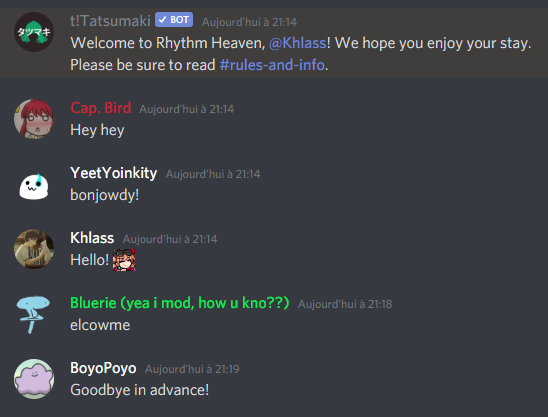 タツマキ
t!Tatsumaki BOT Aujourd'hui à 21:14
Welcome to Rhythm Heaven, @Khlass! We hope you enjoy your stay.
Please be sure to read #rules-and-info.
Cap. Bird Aujourd'hui à 21:14
Hey hey
YeetYoinkity Aujourd'hui à 21:14
bonjowdy!
Khlass Aujourd'hui à 21:14
Hello!
Bluerie (yea i mod, how u kno??) Aujourd'hui à 21:18
elcowme
BoyoPoyo Aujourd'hui à 21:19
Goodbye in advance!